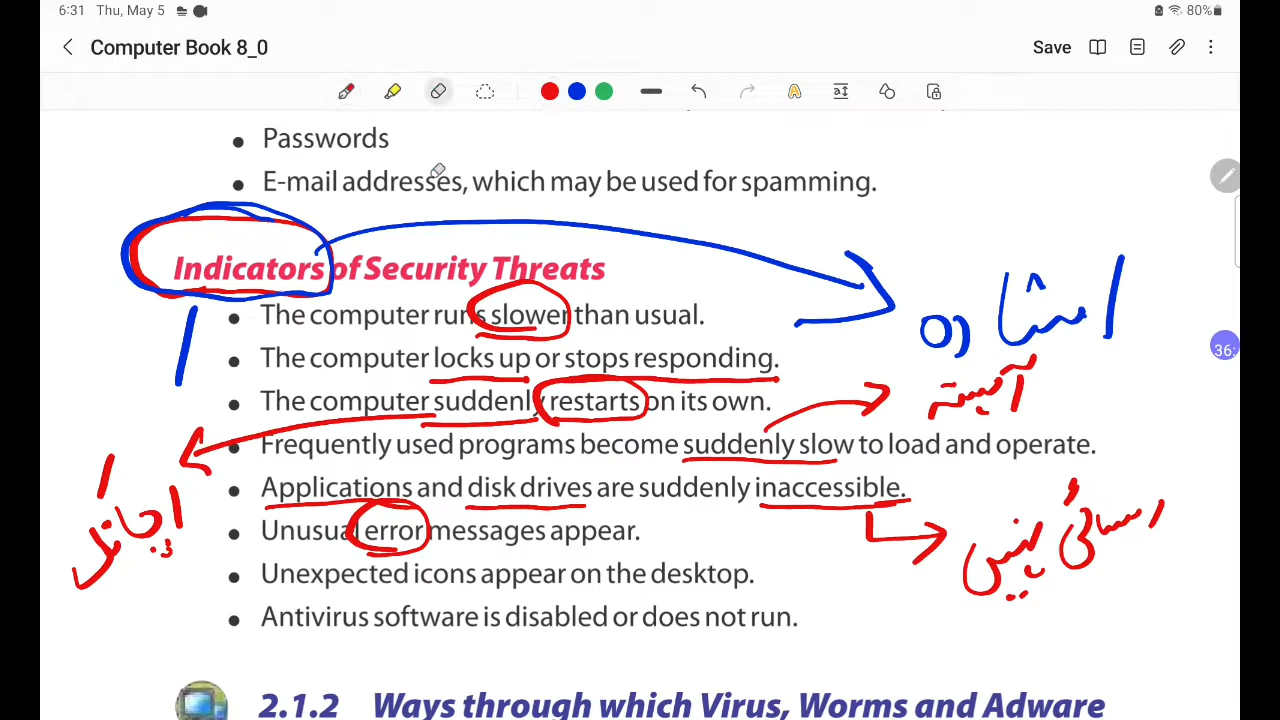 6:31 Thu, May 5 80%
Computer Book 8_0 Save
Passwords
E-mail addresses, which may be used for spamming.
Indicators of Security Threats
The computer runs slower than usual.
The computer locks up or stops responding.
The computer suddenly restarts on its own.
Frequently used programs become suddenly slow to load and operate.
Applications and disk drives are suddenly inaccessible.
Unusual error messages appear.
Unexpected icons appear on the desktop.
Antivirus software is disabled or does not run.
اشارہ
آہستہ
اچانک
رسائی نہیں
36:
2.1.2 Ways through which Virus, Worms and Adware